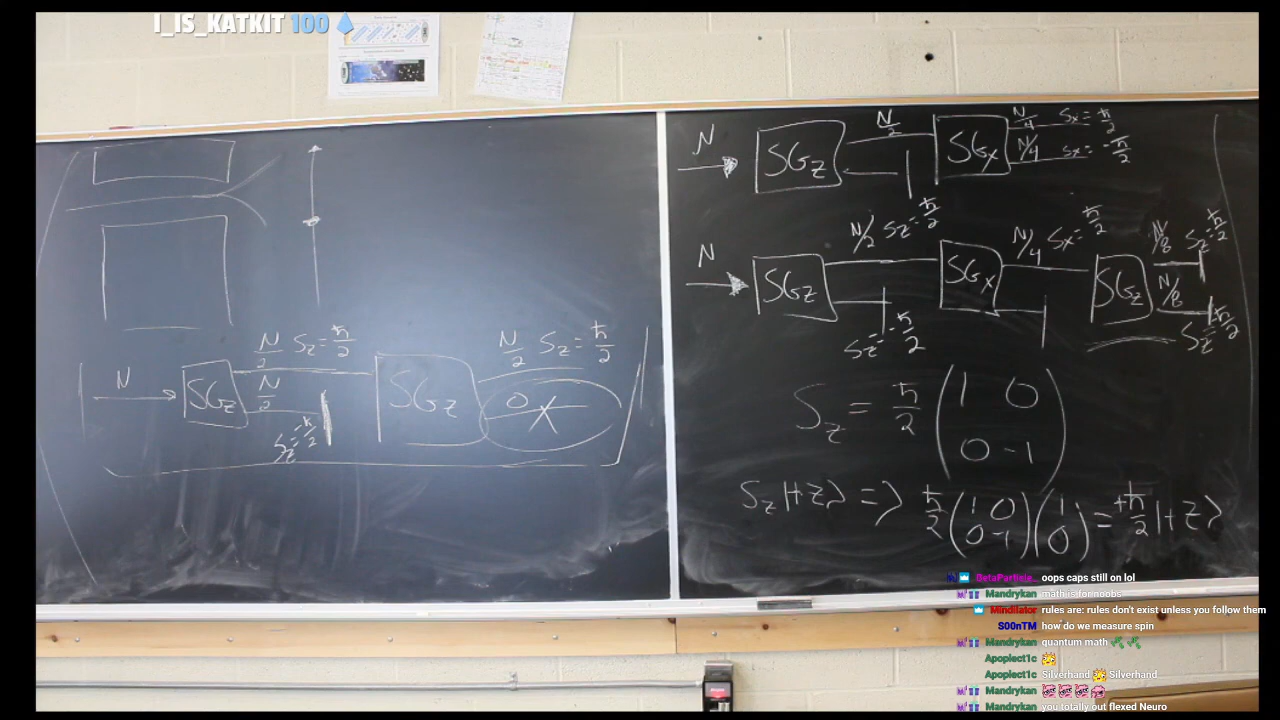 I_IS_KATKIT 100
N
SGz
N/2 Sz = ħ/2
N/2
Sz = -ħ/2
SGz
N/2 Sz = ħ/2
0
N
SGz
N/2
SGx
N/4 Sx = ħ/2
N/4 Sx = -ħ/2
N
SGz
N/2 Sz = ħ/2
Sz = -ħ/2
SGx
N/4 Sx = ħ/2
SGz
N/8 Sz = ħ/2
N/8
Sz = -ħ/2
Sz = ħ/2 (1 0
0 -1)
Sz|+z> => ħ/2 (1 0 0 -1)(1 0) = +ħ/2 |+z>
BetaParticle.. oops caps still on lol
Mandrykan math is for noobs
Mindilator rules are: rules don't exist unless you follow them
S00nTM how do we measure spin
Mandrykan quantum math
Apoplect1c
Apoplect1c Silverhand Silverhand
Mandrykan
Mandrykan you totally out flexed Neuro